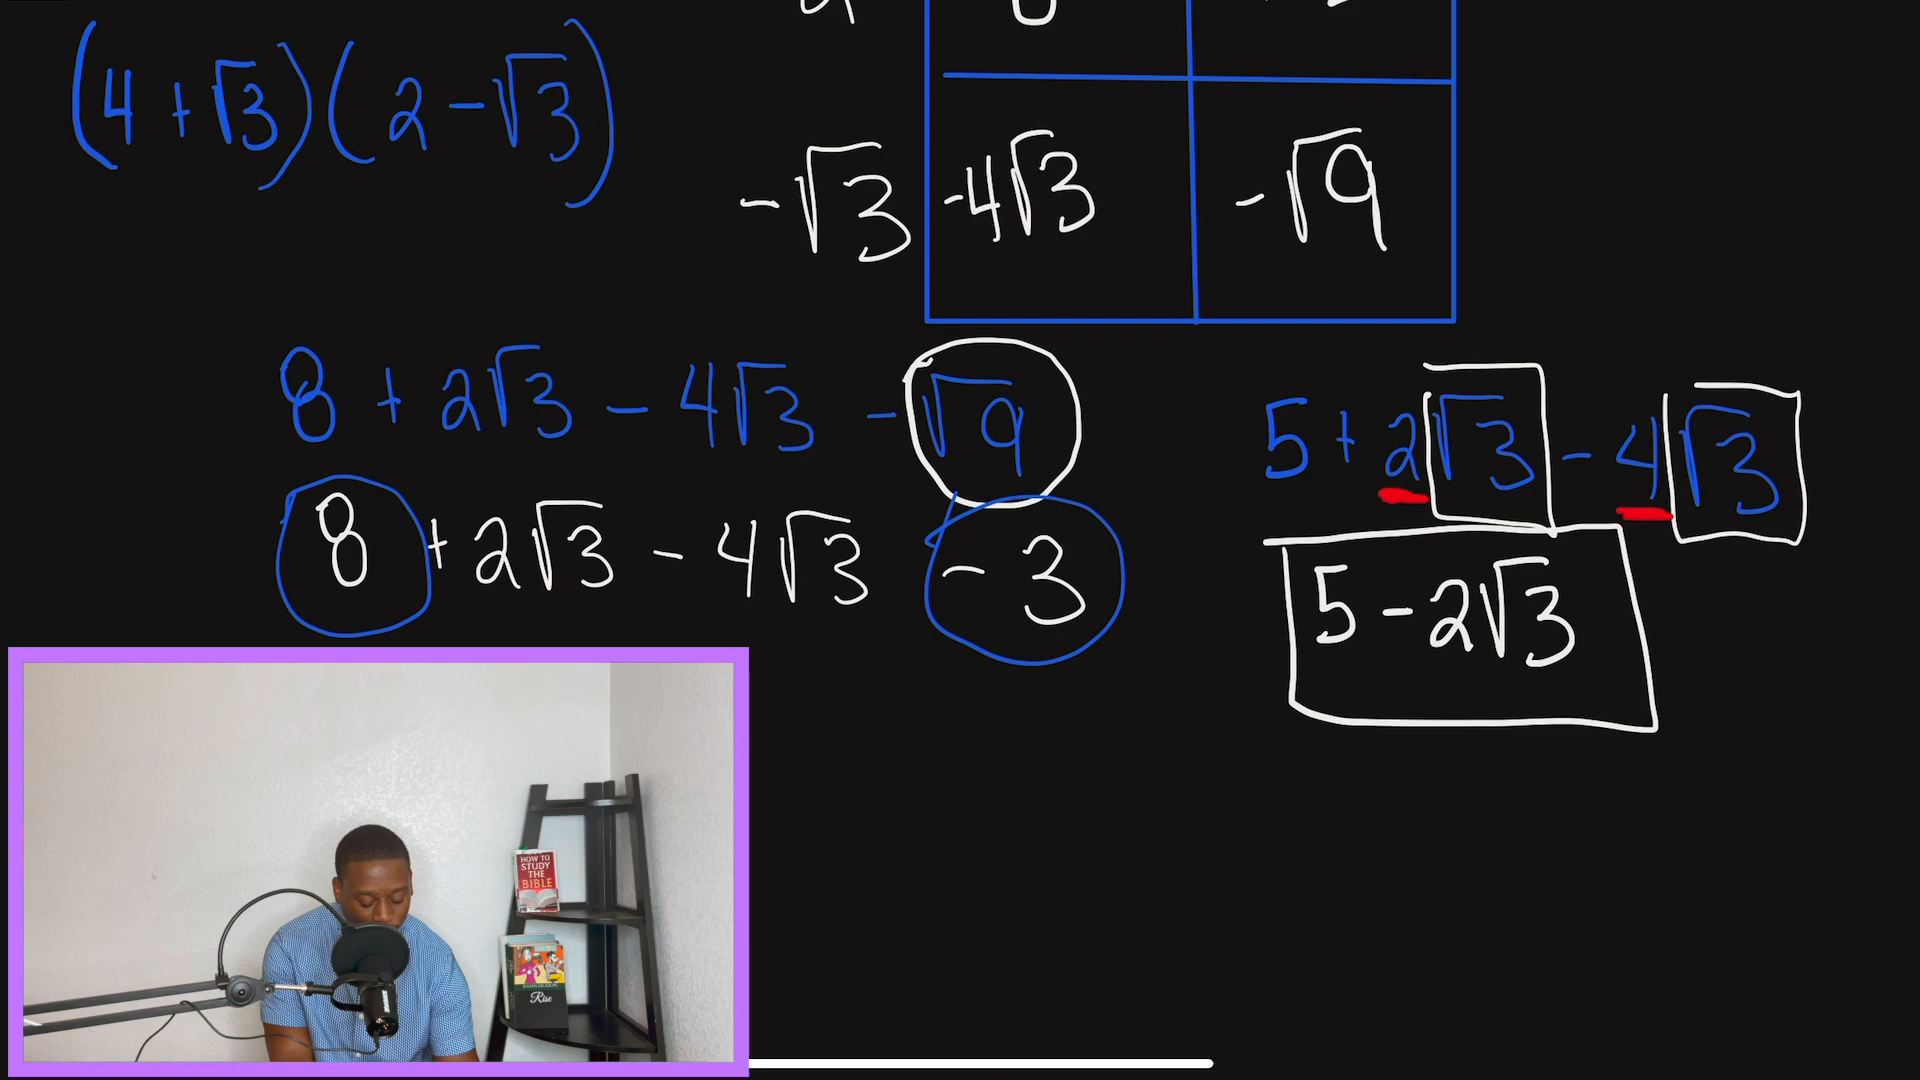 (4 + √3)(2 - √3)
-√3 -4√3 -√9
8 + 2√3 - 4√3 - √9
8 + 2√3 - 4√3 - 3
5 + 2√3 - 4√3
5 - 2√3
HOW TO
STUDY
THE
BIBLE
Rise